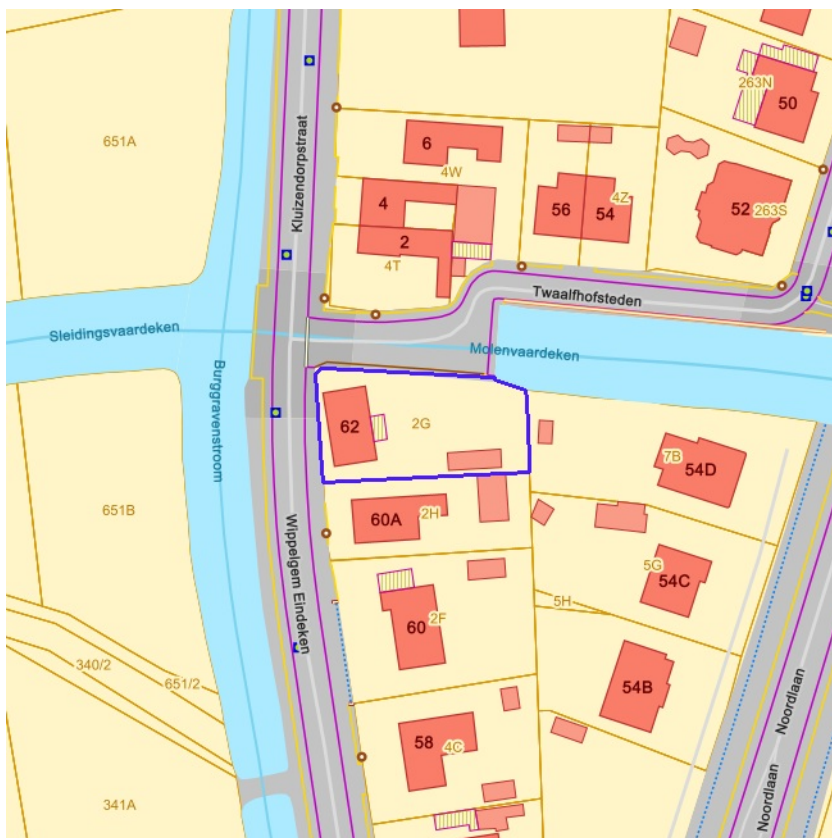 263N
50
651A
6
4W
Kluizendorpstraat
4
56
54
4Z
52
263S
2
4T
Twaalfhofsteden
Sleidingsvaardeken
Molenvaardeken
Burggravenstroom
62
2G
7B
54D
651B
60A
2H
Wippelgem Eindeken
5G
54C
5H
60
2F
340/2
651/2
54B
Noordlaan
58
4C
Noordlaan
341A